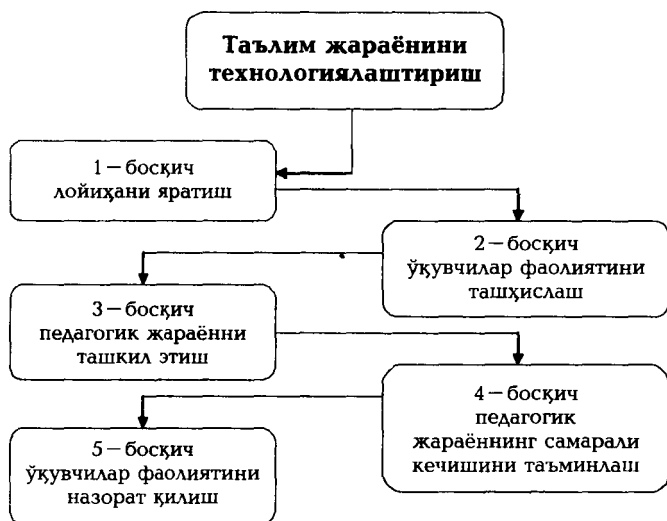 Таълим жараёнини
технологиялаштириш
1—босқич
лойиҳани яратиш
2—босқич
ўқувчилар фаолиятини
ташҳислаш
3—босқич
педагогик жараённи
ташкил этиш
4—босқич
педагогик
жараённинг самарали
кечишини таъминлаш
5—босқич
ўқувчилар фаолиятини
назорат қилиш